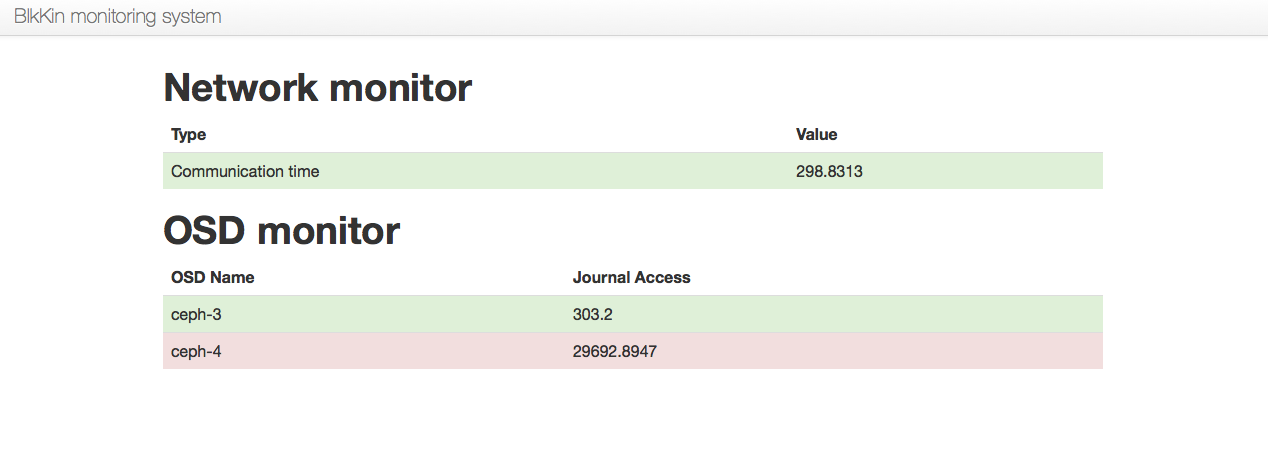 BlkKin monitoring system
Network monitor
Type Value
Communication time 298.8313
OSD monitor
OSD Name Journal Access
ceph-3 303.2
ceph-4 29692.8947